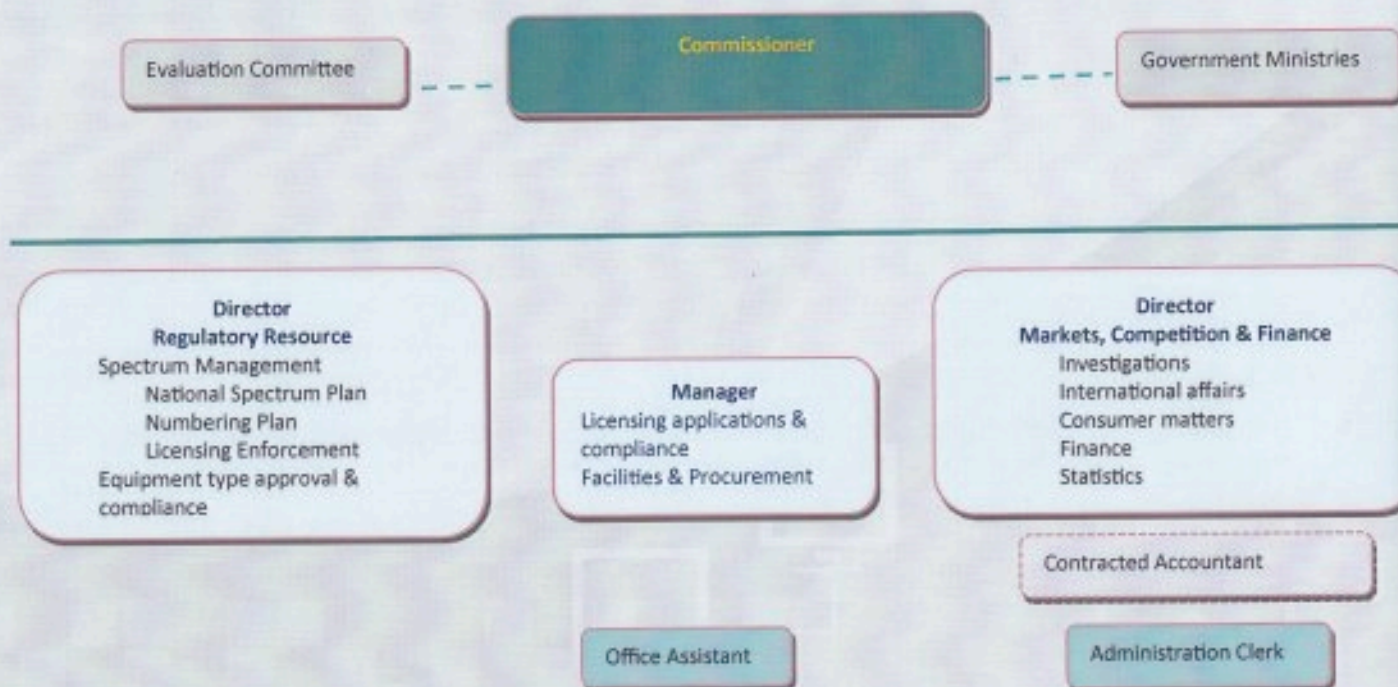 Commissioner
Evaluation Committee
Government Ministries
Director
Regulatory Resource
Spectrum Management
National Spectrum Plan
Numbering Plan
Licensing Enforcement
Equipment type approval &
compliance
Manager
Licensing applications &
compliance
Facilities & Procurement
Director
Markets, Competition & Finance
Investigations
International affairs
Consumer matters
Finance
Statistics
Contracted Accountant
Office Assistant
Administration Clerk